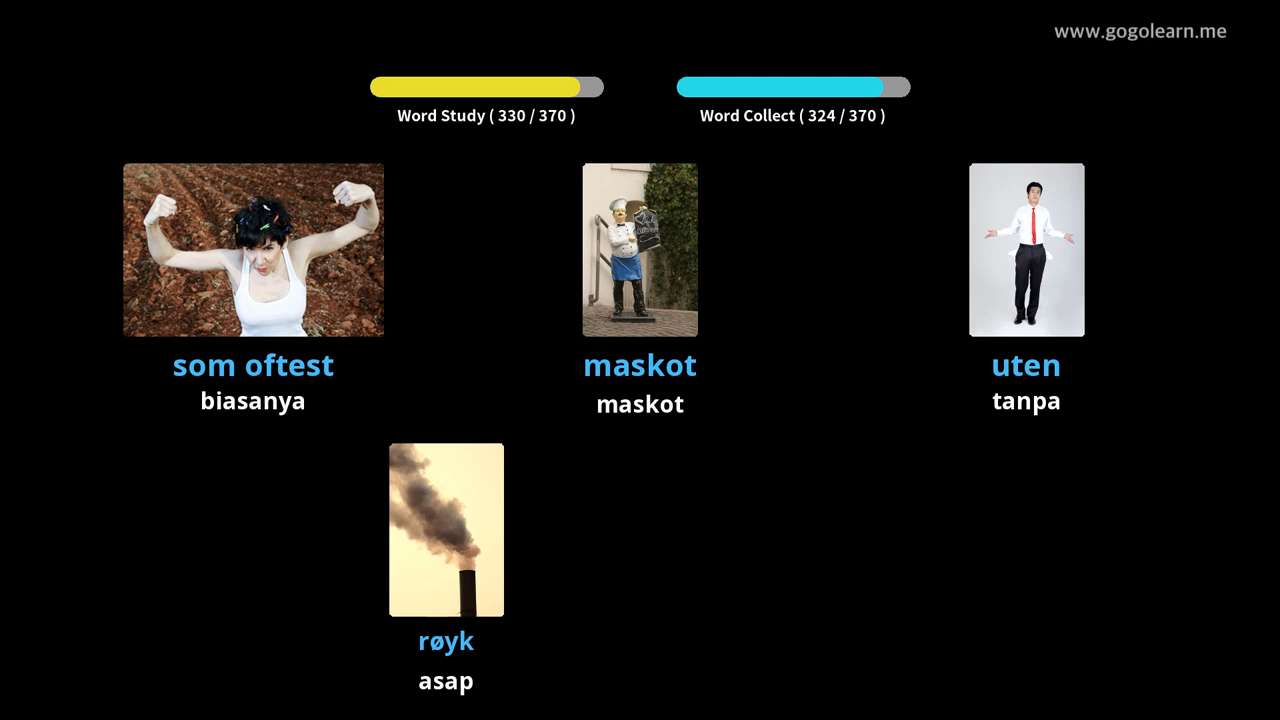 www.gogolearn.me
Word Study ( 330 / 370 )
Word Collect ( 324 / 370 )
som oftest
biasanya
maskot
maskot
uten
tanpa
røyk
asap